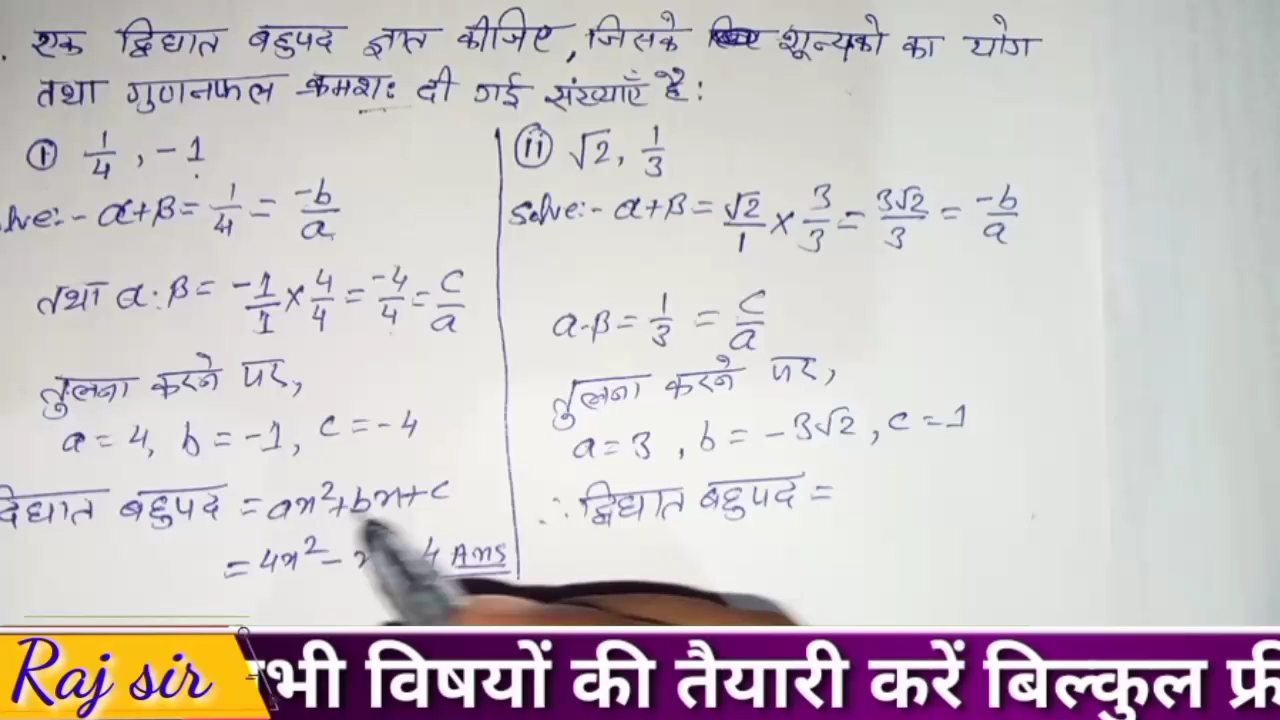 . एक द्विघात बहुपद ज्ञात कीजिए, जिसके शून्यको का योग
तथा गुणनफल क्रमश: दी गई संख्याएँ है:
① 1/4, -1
lve:- α+β = 1/4 = -b/a
तथा α.β = -1/1 × 4/4 = -4/4 = c/a
तुलना करने पर,
a = 4, b = -1, c = -4
द्विघात बहुपद = ax²+bx+c
= 4x² - 4 Ans
ⓘⓘ √2, 1/3
Solve:- α+β = √2/1 × 3/3 = 3√2/3 = -b/a
α.β = 1/3 = c/a
तुलना करने पर,
a = 3, b = -3√2, c = 1
∴ द्विघात बहुपद =
Raj sir
भी विषयों की तैयारी करें बिल्कुल फ्री